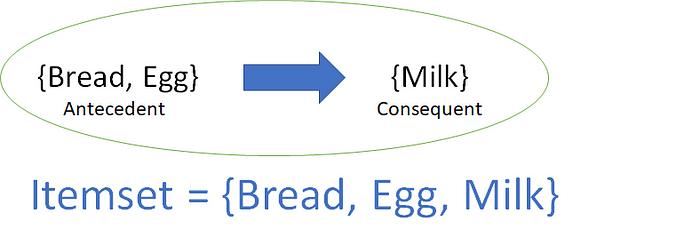 {Bread, Egg} {Milk}
Antecedent Consequent
Itemset = {Bread, Egg, Milk}